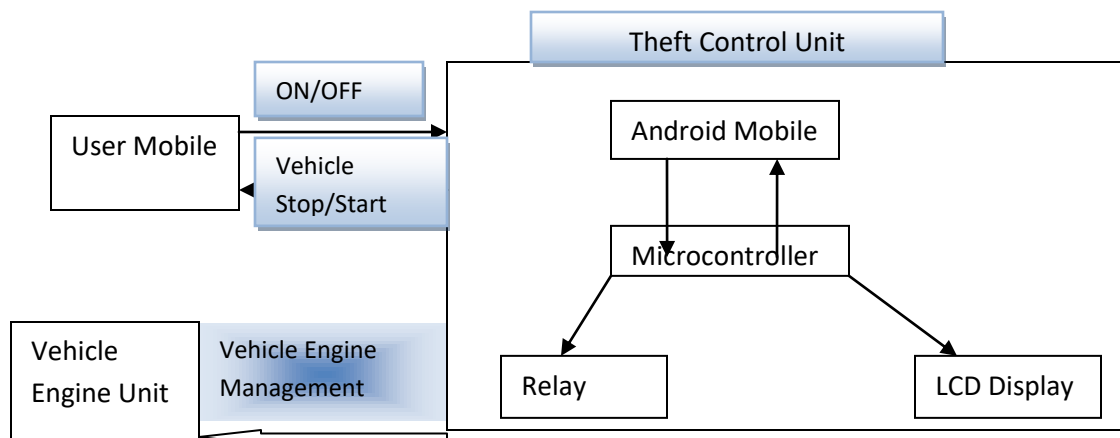 Theft Control Unit
ON/OFF
User Mobile
Vehicle
Stop/Start
Android Mobile
Microcontroller
Vehicle
Engine Unit
Vehicle Engine
Management
Relay
LCD Display